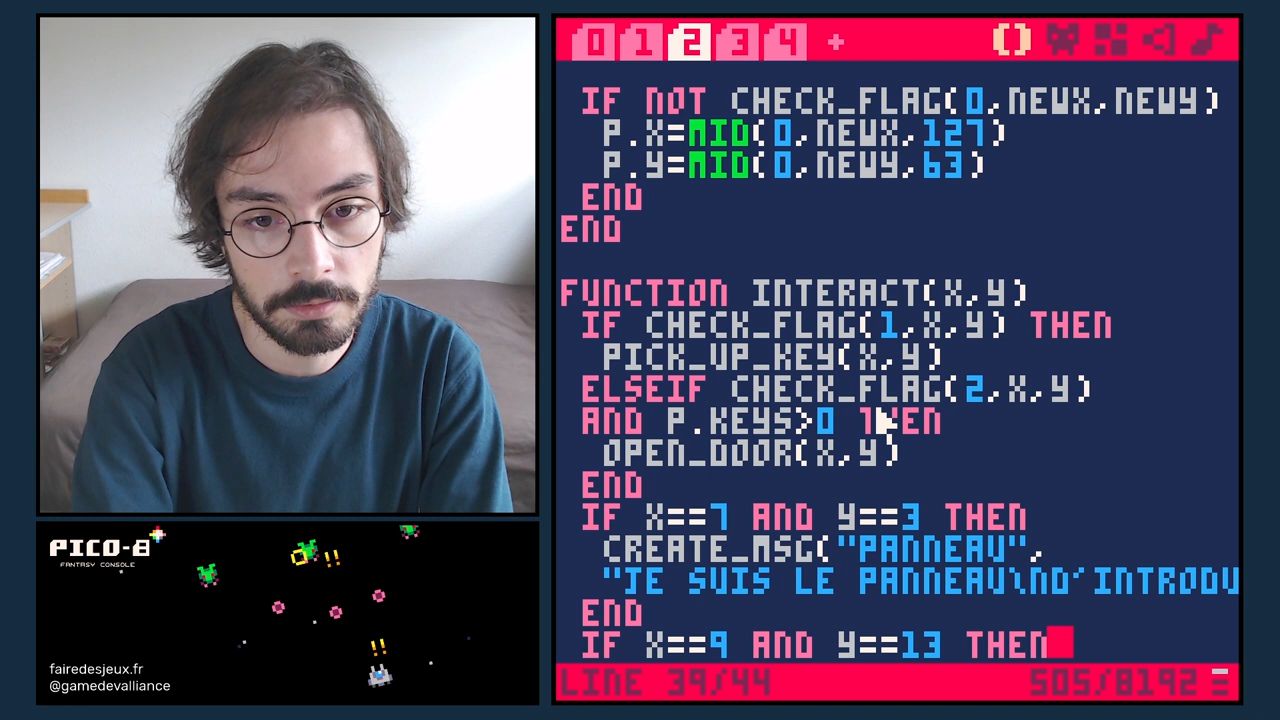 0 1 2 3 4 +
IF NOT CHECK_FLAG(0,NEWX,NEWY)
P.X=MID(0,NEWX,127)
P.Y=MID(0,NEWY,63)
END
END
FUNCTION INTERACT(X,Y)
IF CHECK_FLAG(1,X,Y) THEN
PICK_UP_KEY(X,Y)
ELSEIF CHECK_FLAG(2,X,Y)
AND P.KEYS>0 THEN
OPEN_DOOR(X,Y)
END
IF X==7 AND Y==3 THEN
CREATE_MSG("PANNEAU",
"JE SUIS LE PANNEAU\ND'INTRODU
END
IF X==9 AND Y==13 THEN
LINE 39/44 505/8192
PICO-8
FANTASY CONSOLE
!!
!!
fairedesjeux.fr
@gamedevalliance